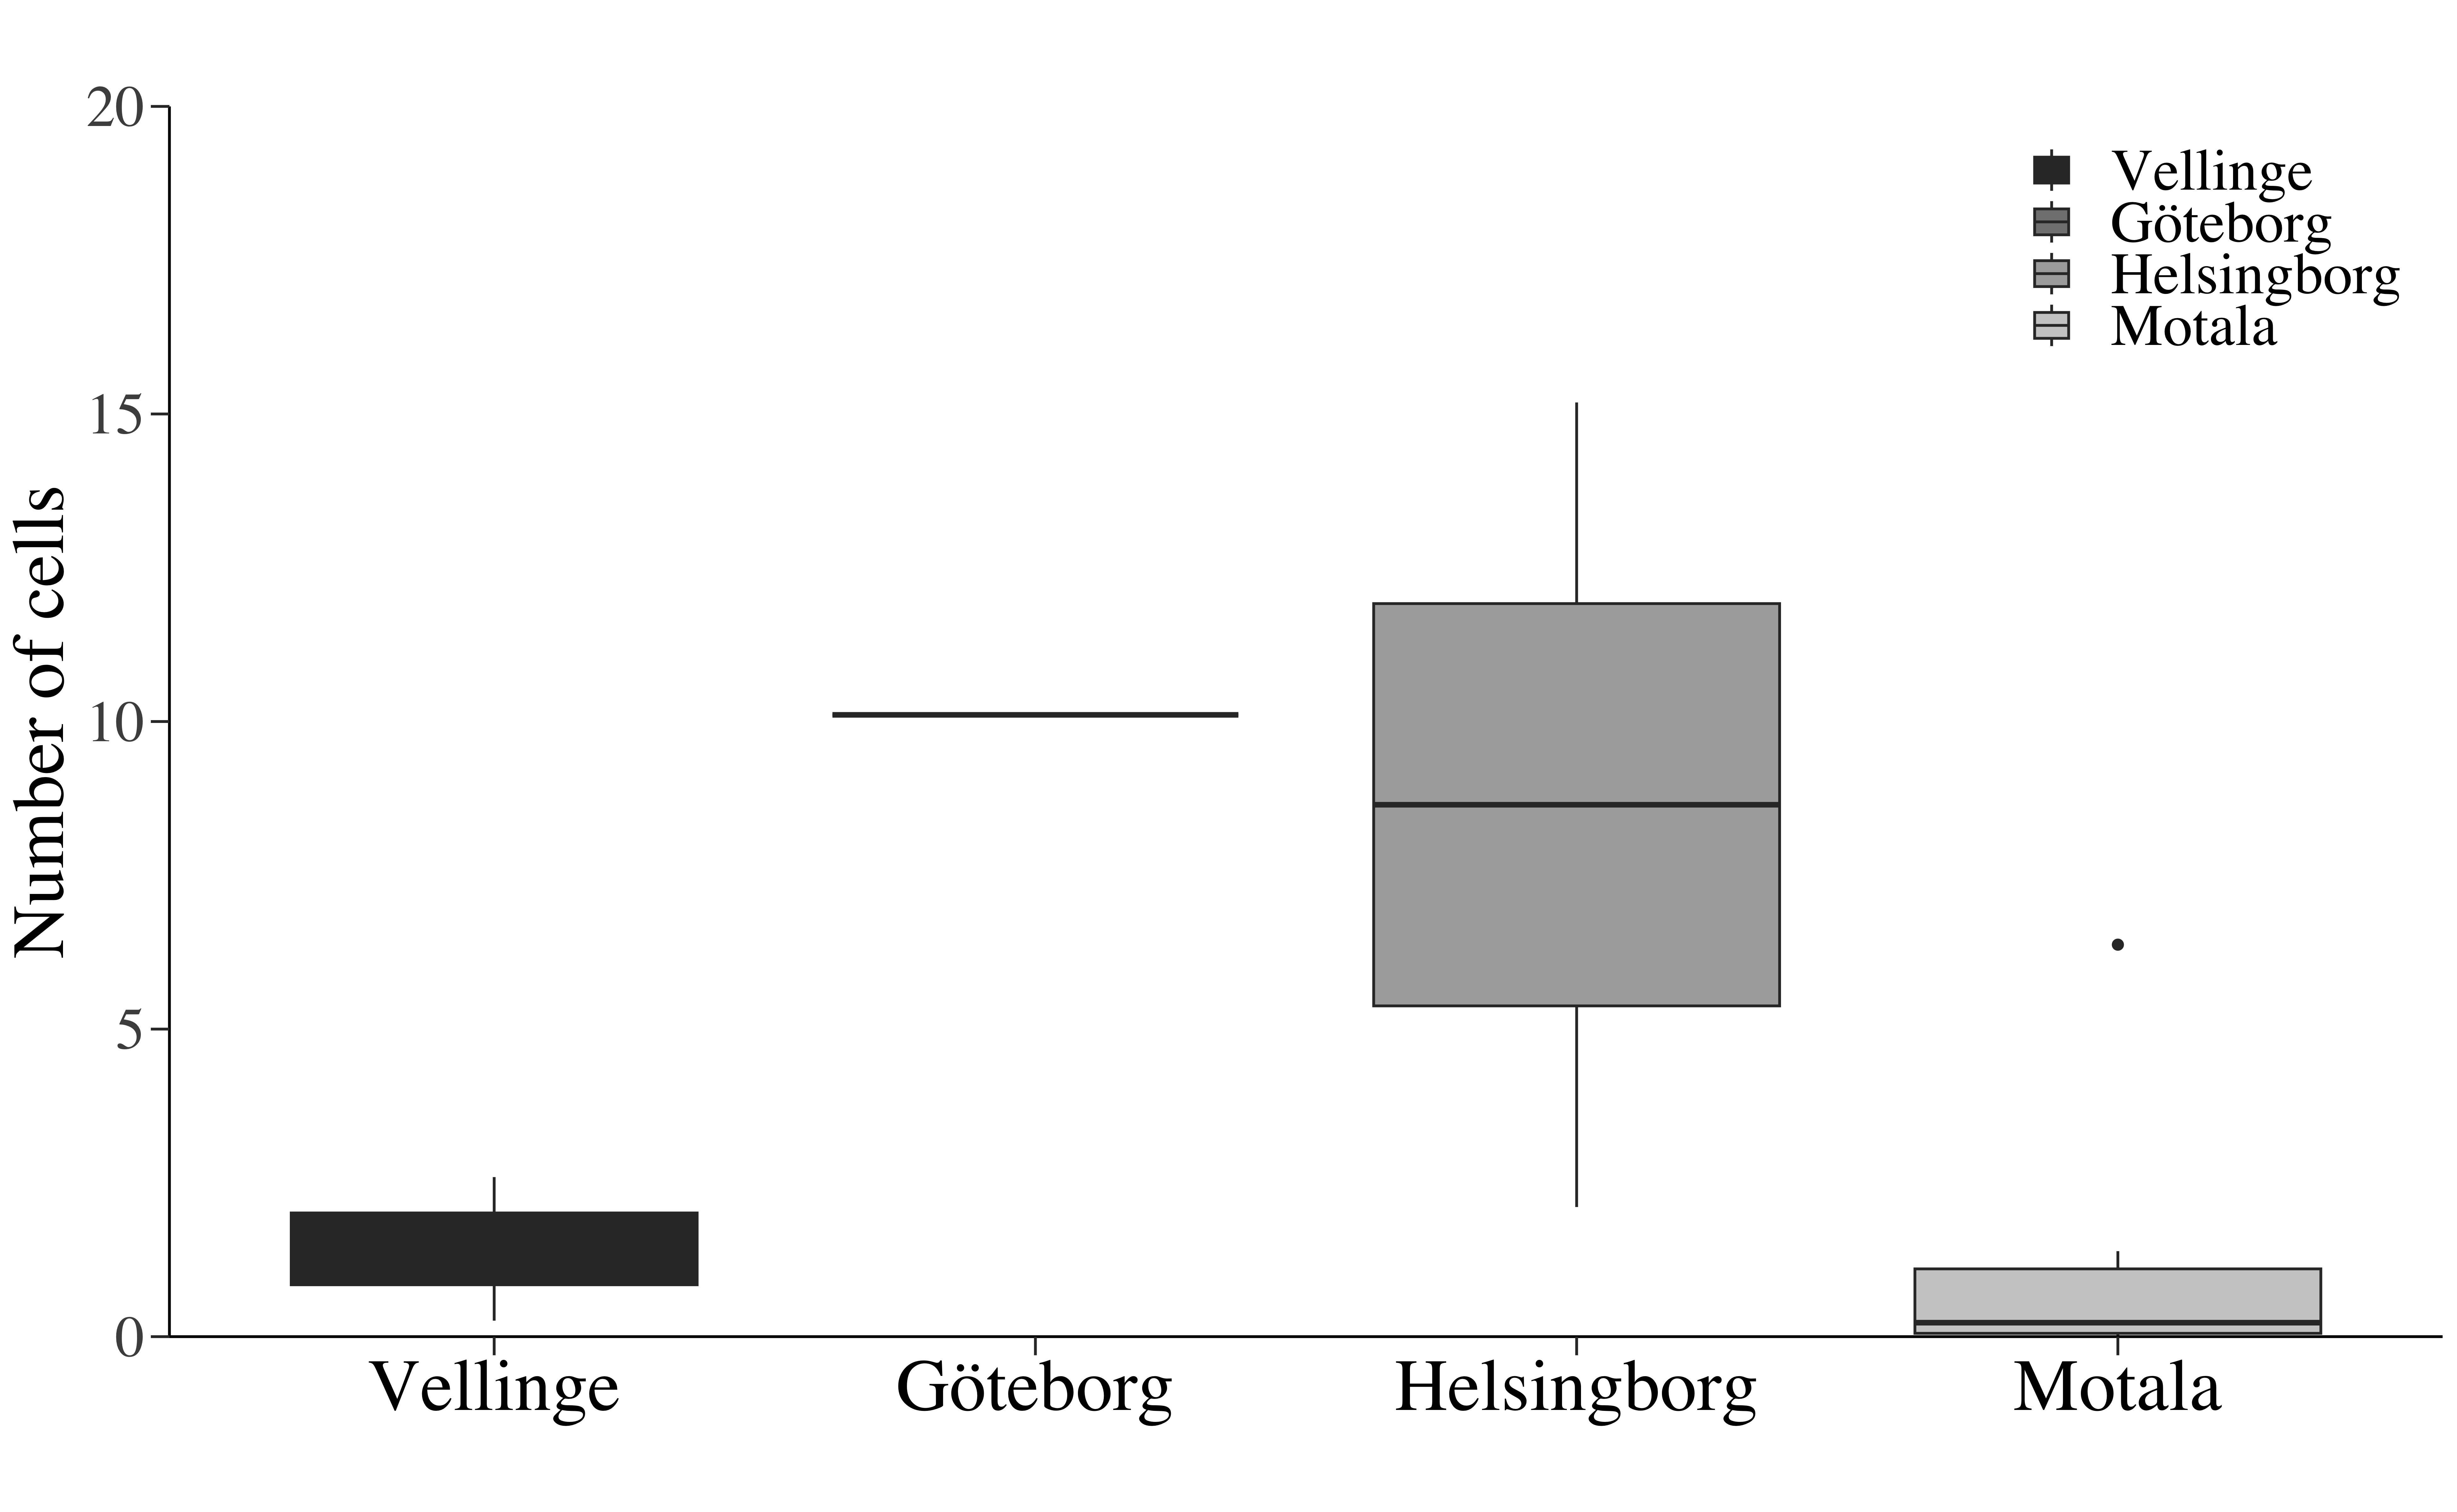 20
Vellinge
Göteborg
Helsingborg
Motala
15
Number of cells
10
5
0
Vellinge Göteborg Helsingborg Motala